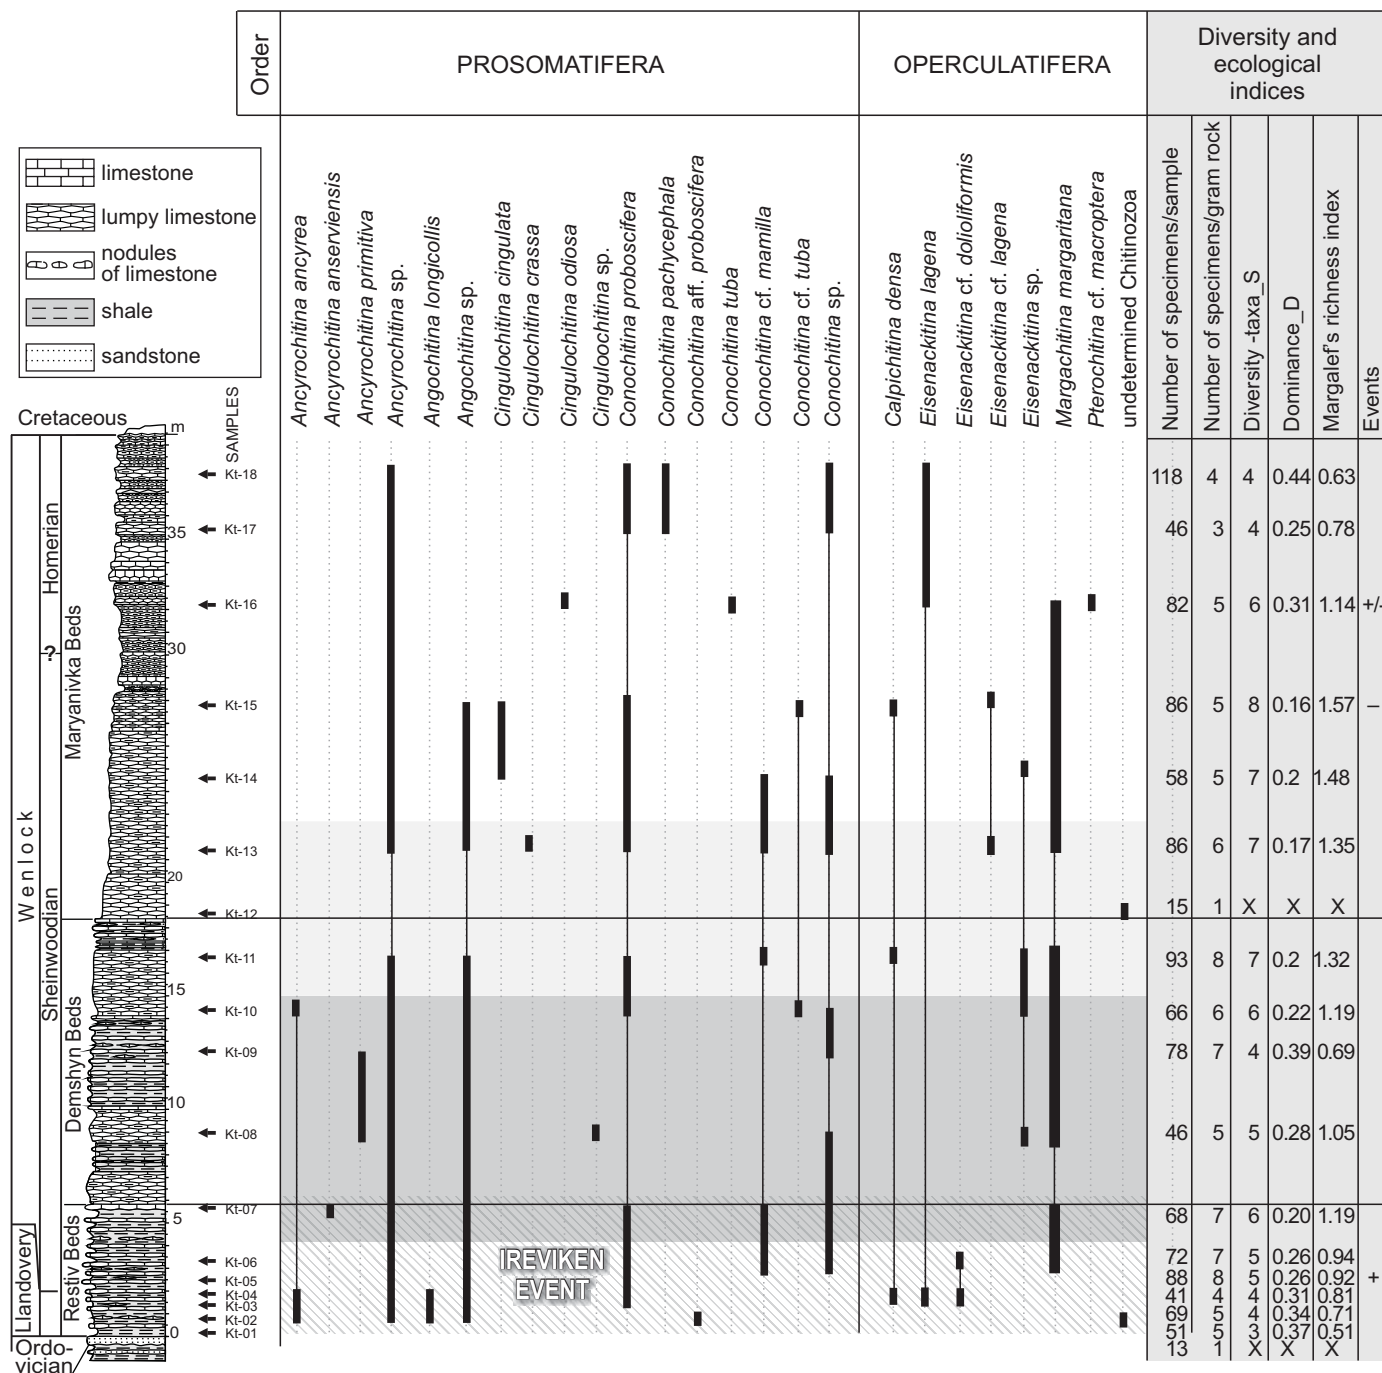 Order
PROSOMATIFERA
OPERCULATIFERA
Diversity and
ecological
indices
limestone
lumpy limestone
nodules
of limestone
shale
sandstone
Ancyrochitina ancyrea
Ancyrochitina anserviensis
Ancyrochitina primitiva
Ancyrochitina sp.
Angochitina longicollis
Angochitina sp.
Cingulochitina cingulata
Cingulochitina crassa
Cingulochitina odiosa
Cinguloochitina sp.
Conochitina proboscifera
Conochitina pachycephala
Conochitina aff. proboscifera
Conochitina tuba
Conochitina cf. mamilla
Conochitina cf. tuba
Conochitina sp.
Calpichitina densa
Eisenackitina lagena
Eisenackitina cf. dolioliformis
Eisenackitina cf. lagena
Eisenackitina sp.
Margachitina margaritana
Pterochitina cf. macroptera
undetermined Chitinozoa
Number of specimens/sample
Number of specimens/gram rock
Diversity -taxa_S
Dominance_D
Margalef's richness index
Events
Cretaceous
m
SAMPLES
Wenlock
Llandovery
Ordo-
vician
Homerian
?
Sheinwoodian
Maryanivka Beds
Demshyn Beds
Restiv Beds
35
30
20
15
10
5
0
Kt-18 118 4 4 0.44 0.63
Kt-17 46 3 4 0.25 0.78
Kt-16 82 5 6 0.31 1.14 +/-
Kt-15 86 5 8 0.16 1.57 –
Kt-14 58 5 7 0.2 1.48
Kt-13 86 6 7 0.17 1.35
Kt-12 15 1 X X X
Kt-11 93 8 7 0.2 1.32
Kt-10 66 6 6 0.22 1.19
Kt-09 78 7 4 0.39 0.69
Kt-08 46 5 5 0.28 1.05
Kt-07 68 7 6 0.20 1.19
Kt-06 72 7 5 0.26 0.94
Kt-05 88 8 5 0.26 0.92 +
Kt-04 41 4 4 0.31 0.81
Kt-03 69 5 4 0.34 0.71
Kt-02 51 5 3 0.37 0.51
Kt-01 13 1 X X X
IREVIKEN
EVENT